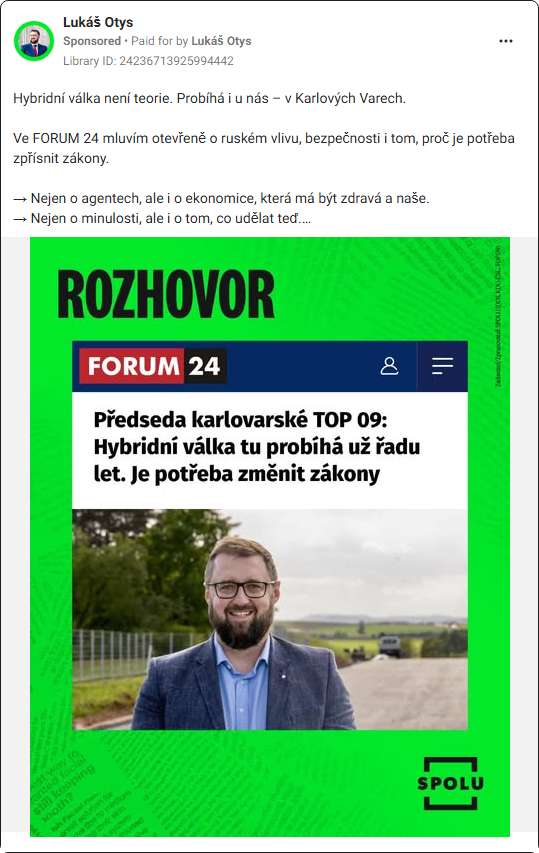 Lukáš Otys
Sponsored • Paid for by Lukáš Otys
Library ID: 24236713925994442
Hybridní válka není teorie. Probíhá i u nás – v Karlových Varech.
Ve FORUM 24 mluvím otevřeně o ruském vlivu, bezpečnosti i tom, proč je potřeba
zpřísnit zákony.
→ Nejen o agentech, ale i o ekonomice, která má být zdravá a naše.
→ Nejen o minulosti, ale i o tom, co udělat teď.…
ROZHOVOR
FORUM 24
Předseda karlovarské TOP 09:
Hybridní válka tu probíhá už řadu
let. Je potřeba změnit zákony
still keeping
SPOLU